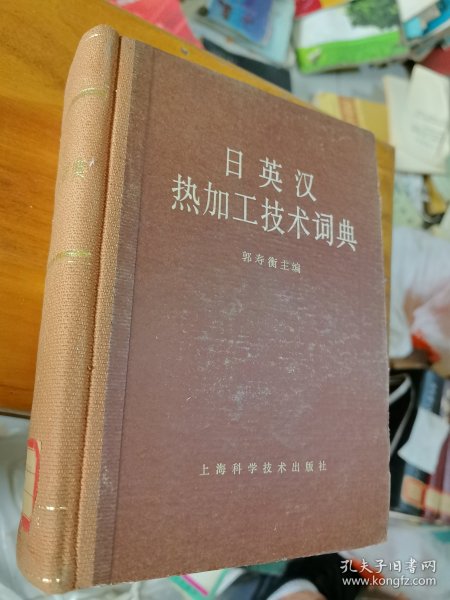 日英汉
热加工技术词典
郭寿衡主编
上海科学技术出版社
孔夫子旧书网
www.kongfz.com